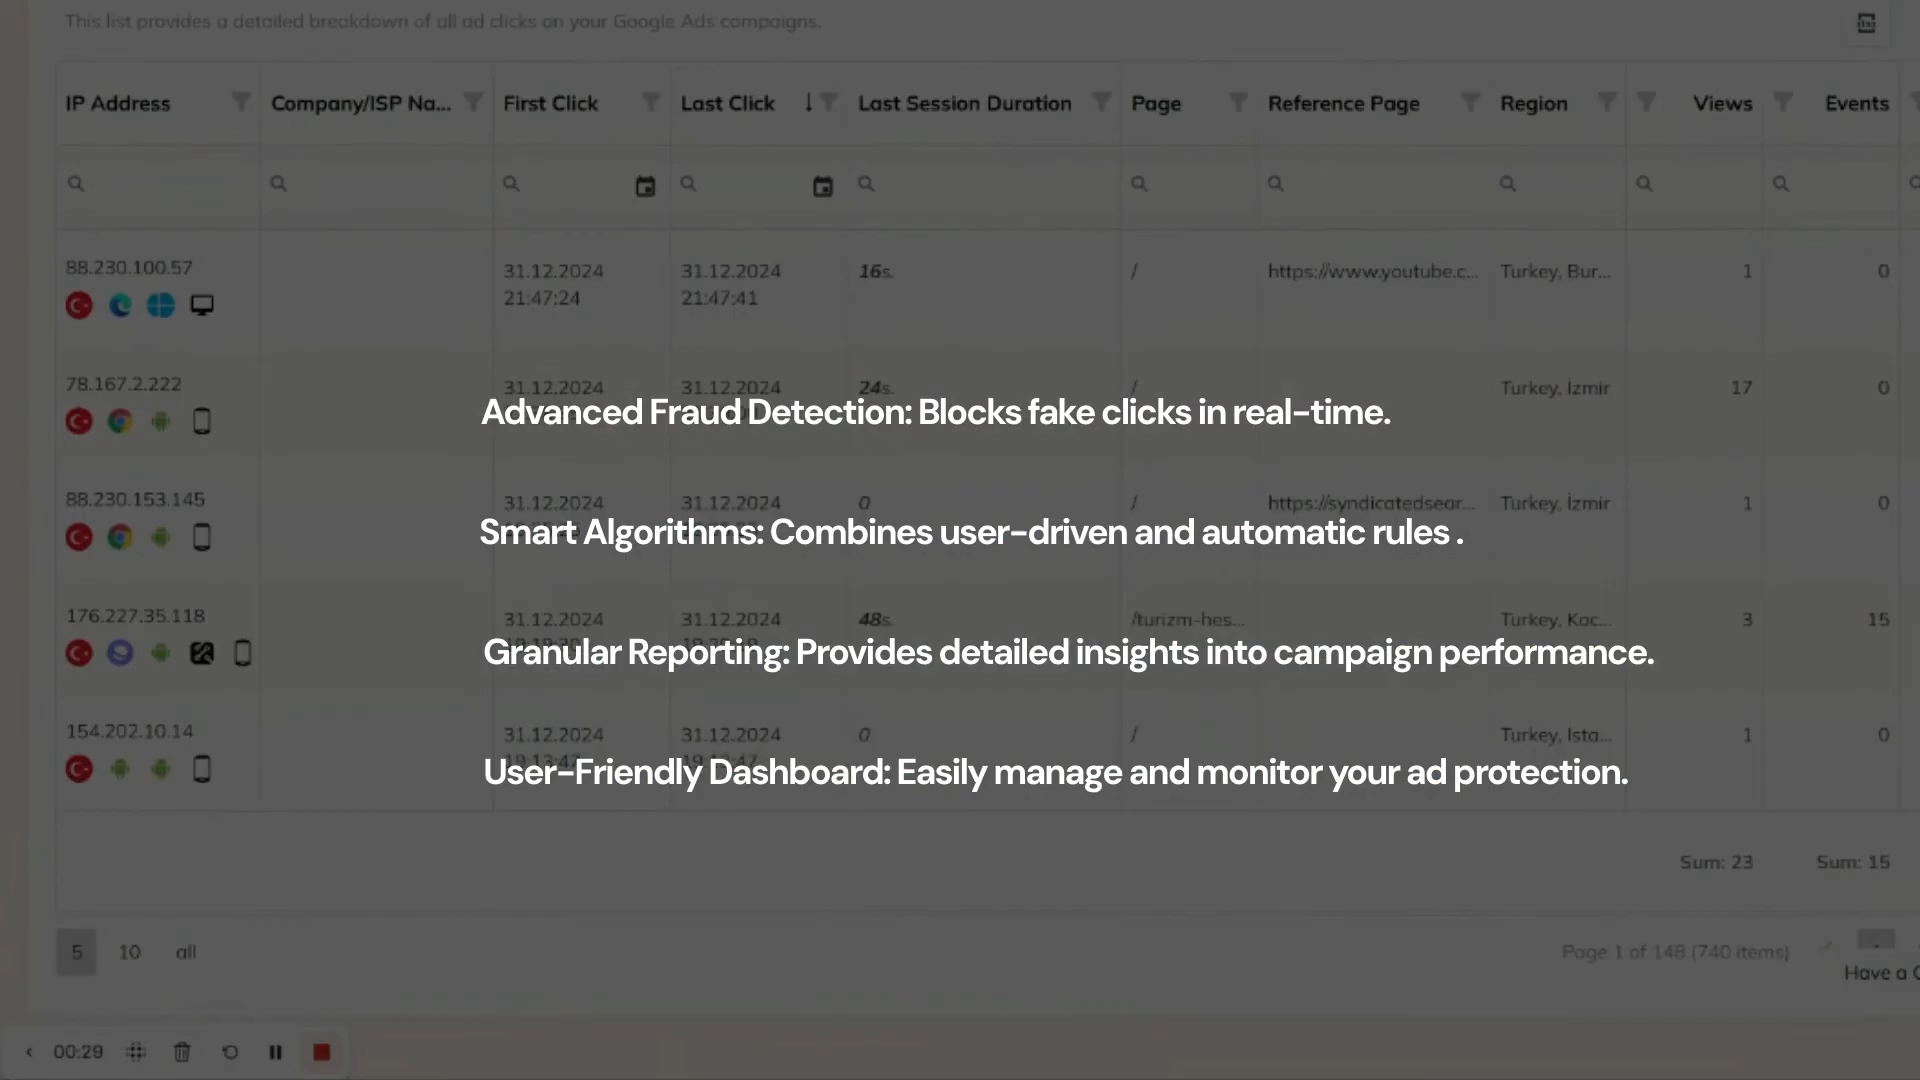 This list provides a detailed breakdown of all ad clicks on your Google Ads campaigns.
IP Address Company/ISP Na... First Click Last Click Last Session Duration Page Reference Page Region Views Events
88.230.100.57 31.12.2024 31.12.2024 16s. / https://www.youtube.c... Turkey, Bur... 1 0
21:47:24 21:47:41
78.167.2.222 31.12.2024 31.12.2024 24s. / Turkey, İzmir 17 0
Advanced Fraud Detection: Blocks fake clicks in real-time.
88.230.153.145 31.12.2024 31.12.2024 0 / https://syndicatedsear... Turkey, İzmir 1 0
Smart Algorithms: Combines user-driven and automatic rules .
176.227.35.118 31.12.2024 31.12.2024 48s. /turizm-hes... Turkey, Koc... 3 15
Granular Reporting: Provides detailed insights into campaign performance.
154.202.10.14 31.12.2024 31.12.2024 0 / Turkey, Ista... 1 0
User-Friendly Dashboard: Easily manage and monitor your ad protection.
Sum: 23 Sum: 15
5 10 all Page 1 of 148 (740 items)
Have a
00:29